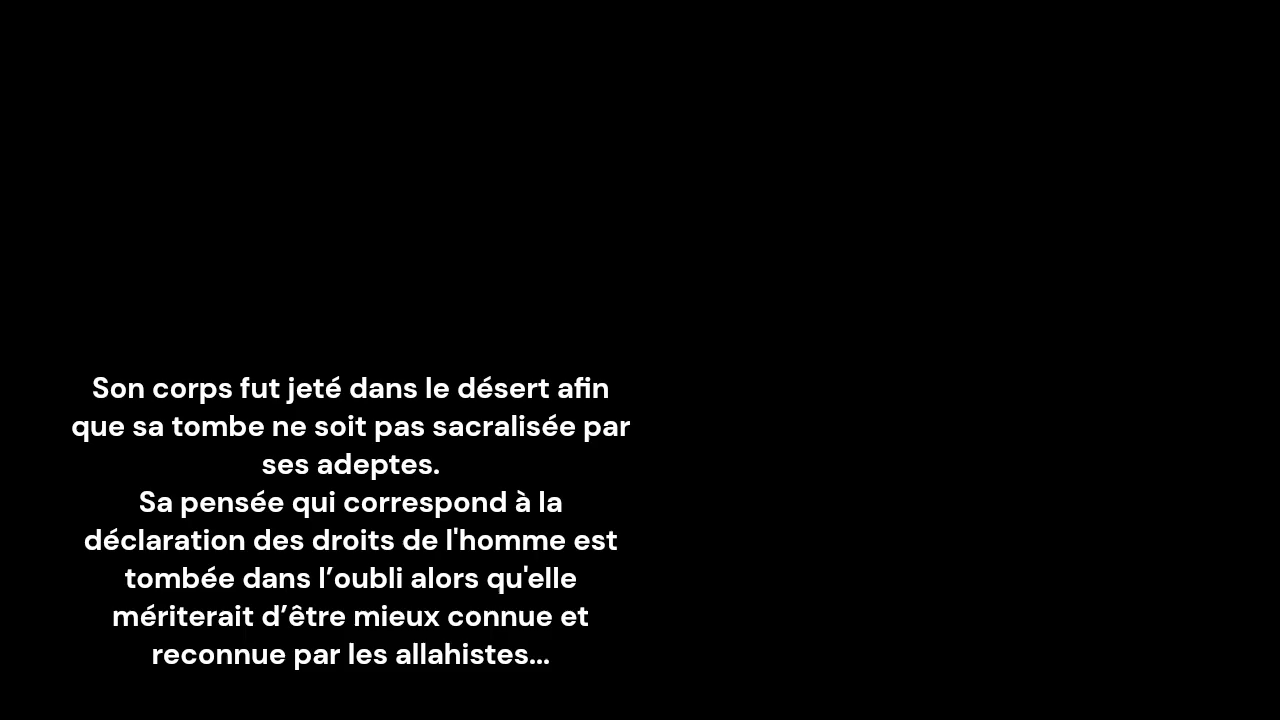 Son corps fut jeté dans le désert afin
que sa tombe ne soit pas sacralisée par
ses adeptes.
Sa pensée qui correspond à la
déclaration des droits de l'homme est
tombée dans l’oubli alors qu'elle
mériterait d’être mieux connue et
reconnue par les allahistes...